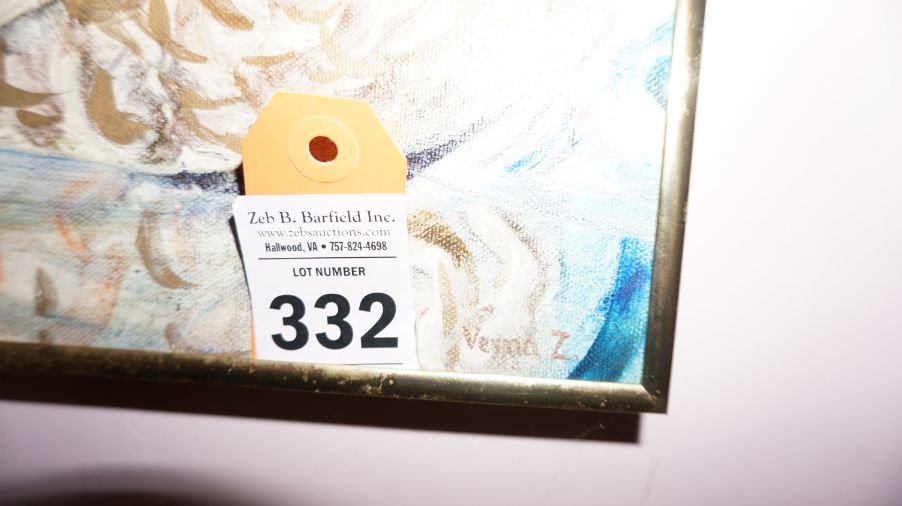 Zeb B. Barfield Inc.
www.zebsauctions.com
Hallwood, VA • 757-824-4698
LOT NUMBER
332
Z